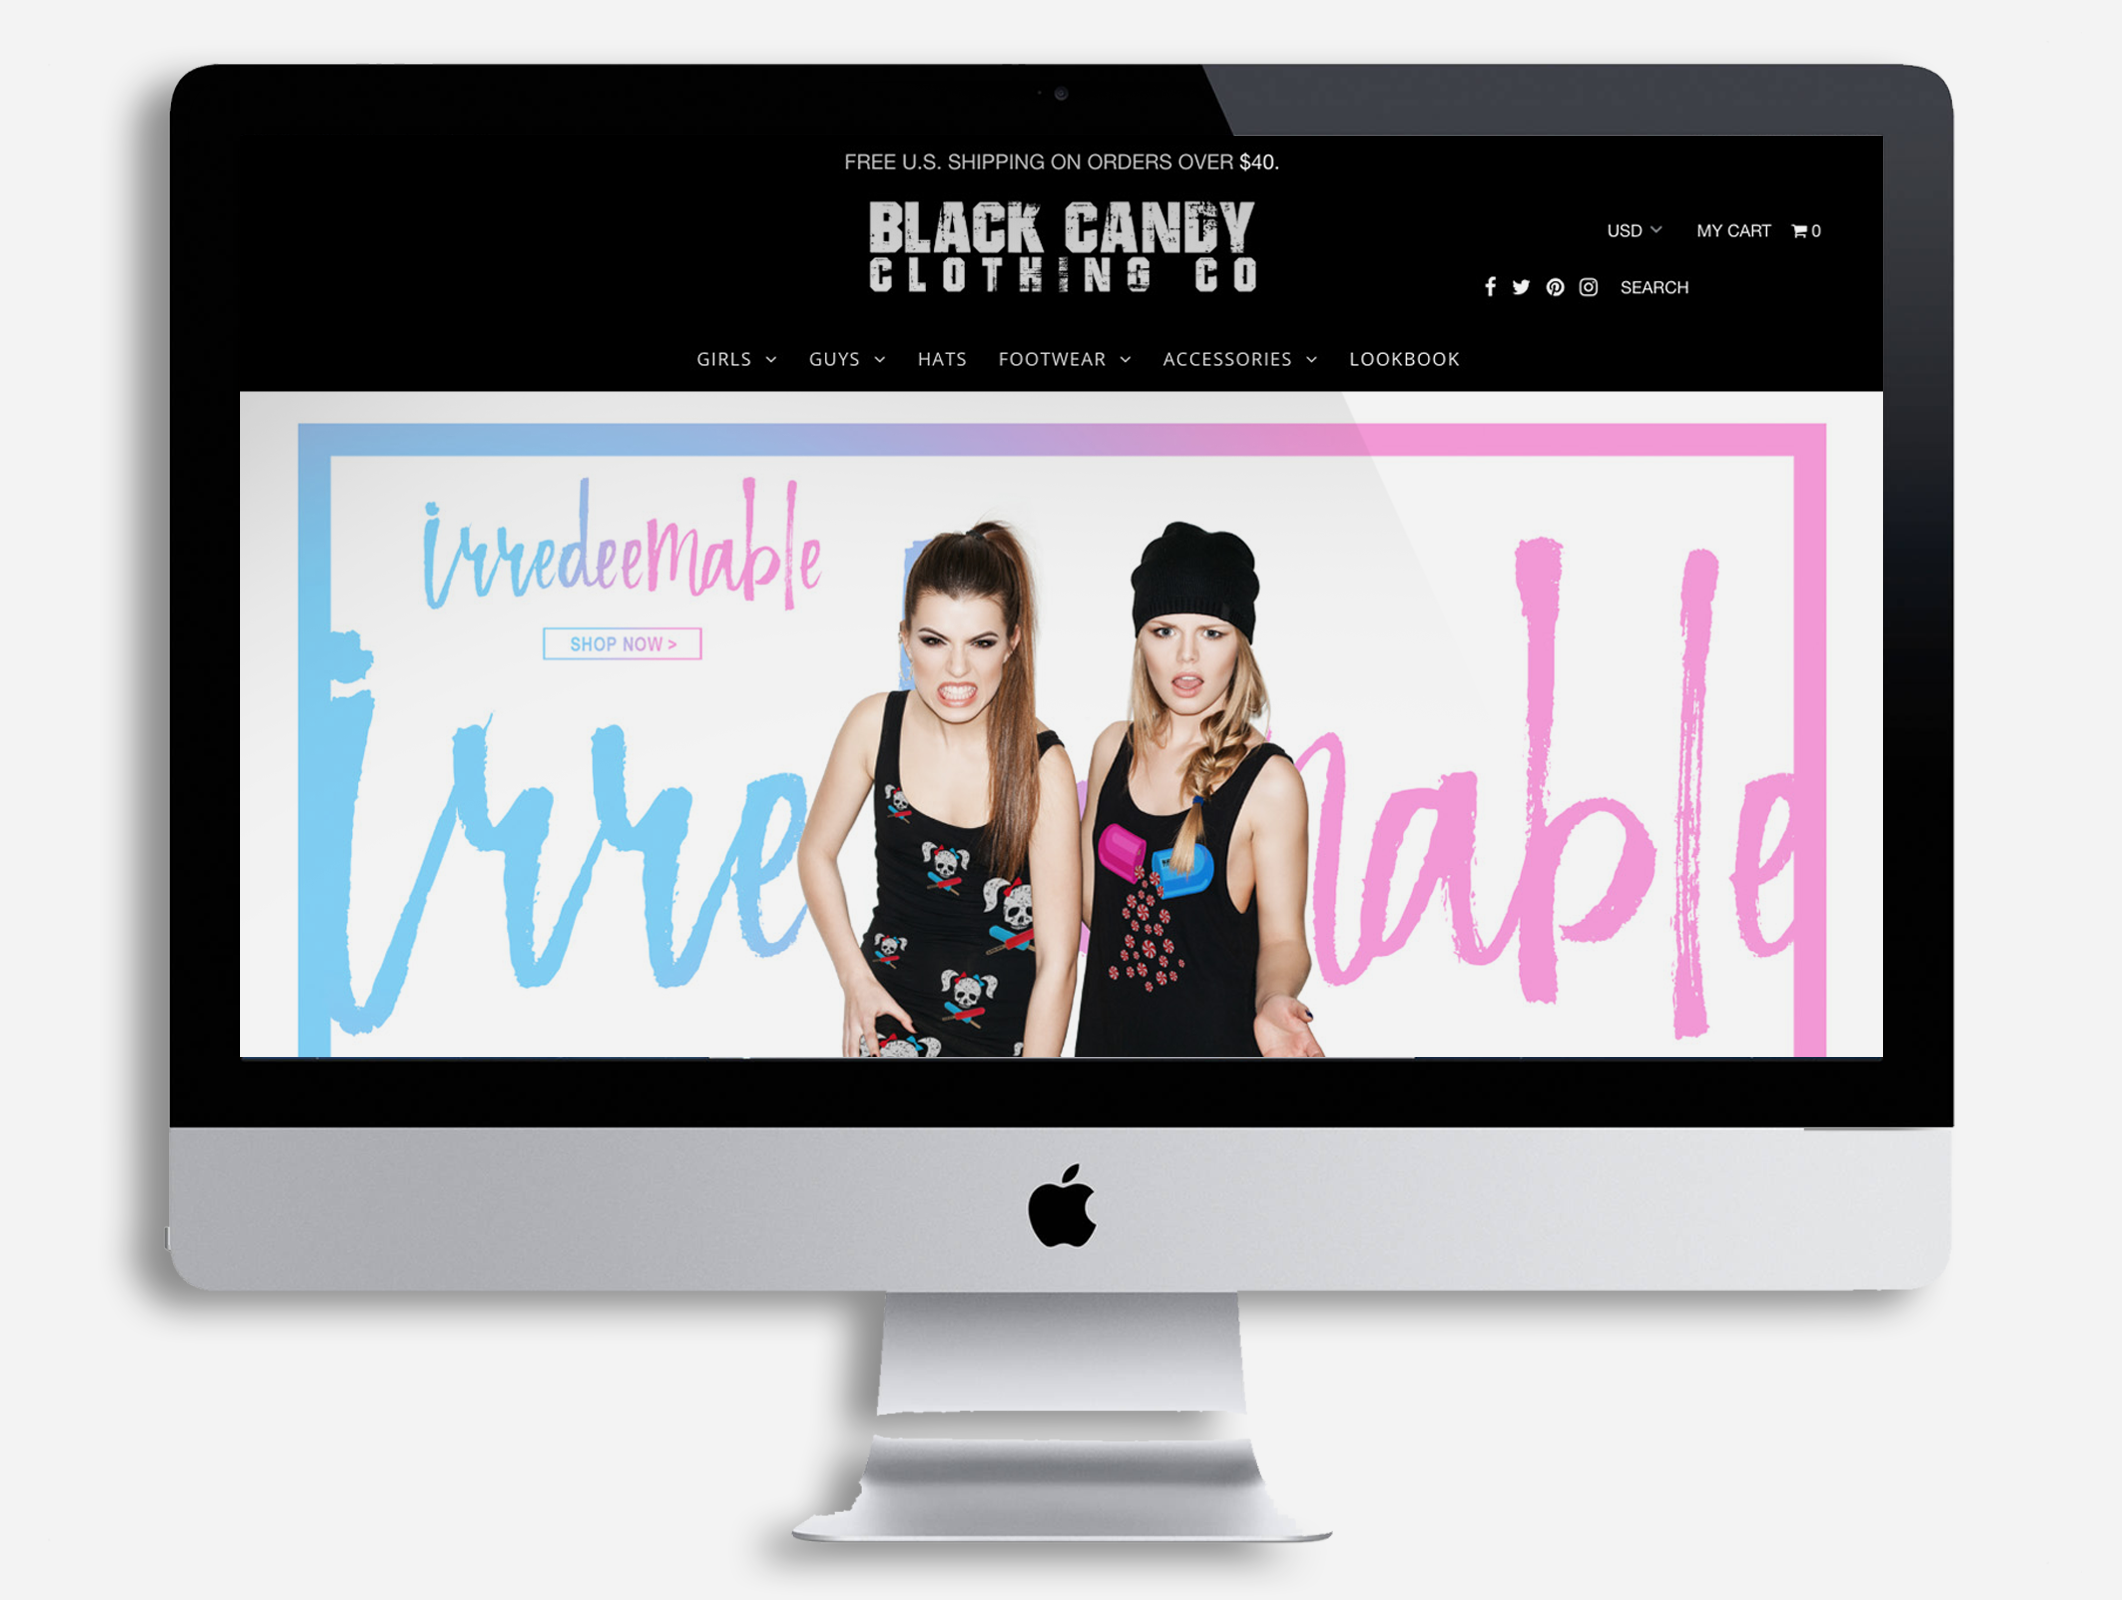 FREE U.S. SHIPPING ON ORDERS OVER $40.
BLACK CANDY
CLOTHING CO
USD MY CART 0
SEARCH
GIRLS GUYS HATS FOOTWEAR ACCESSORIES LOOKBOOK
irredeemable
SHOP NOW >
irre mable